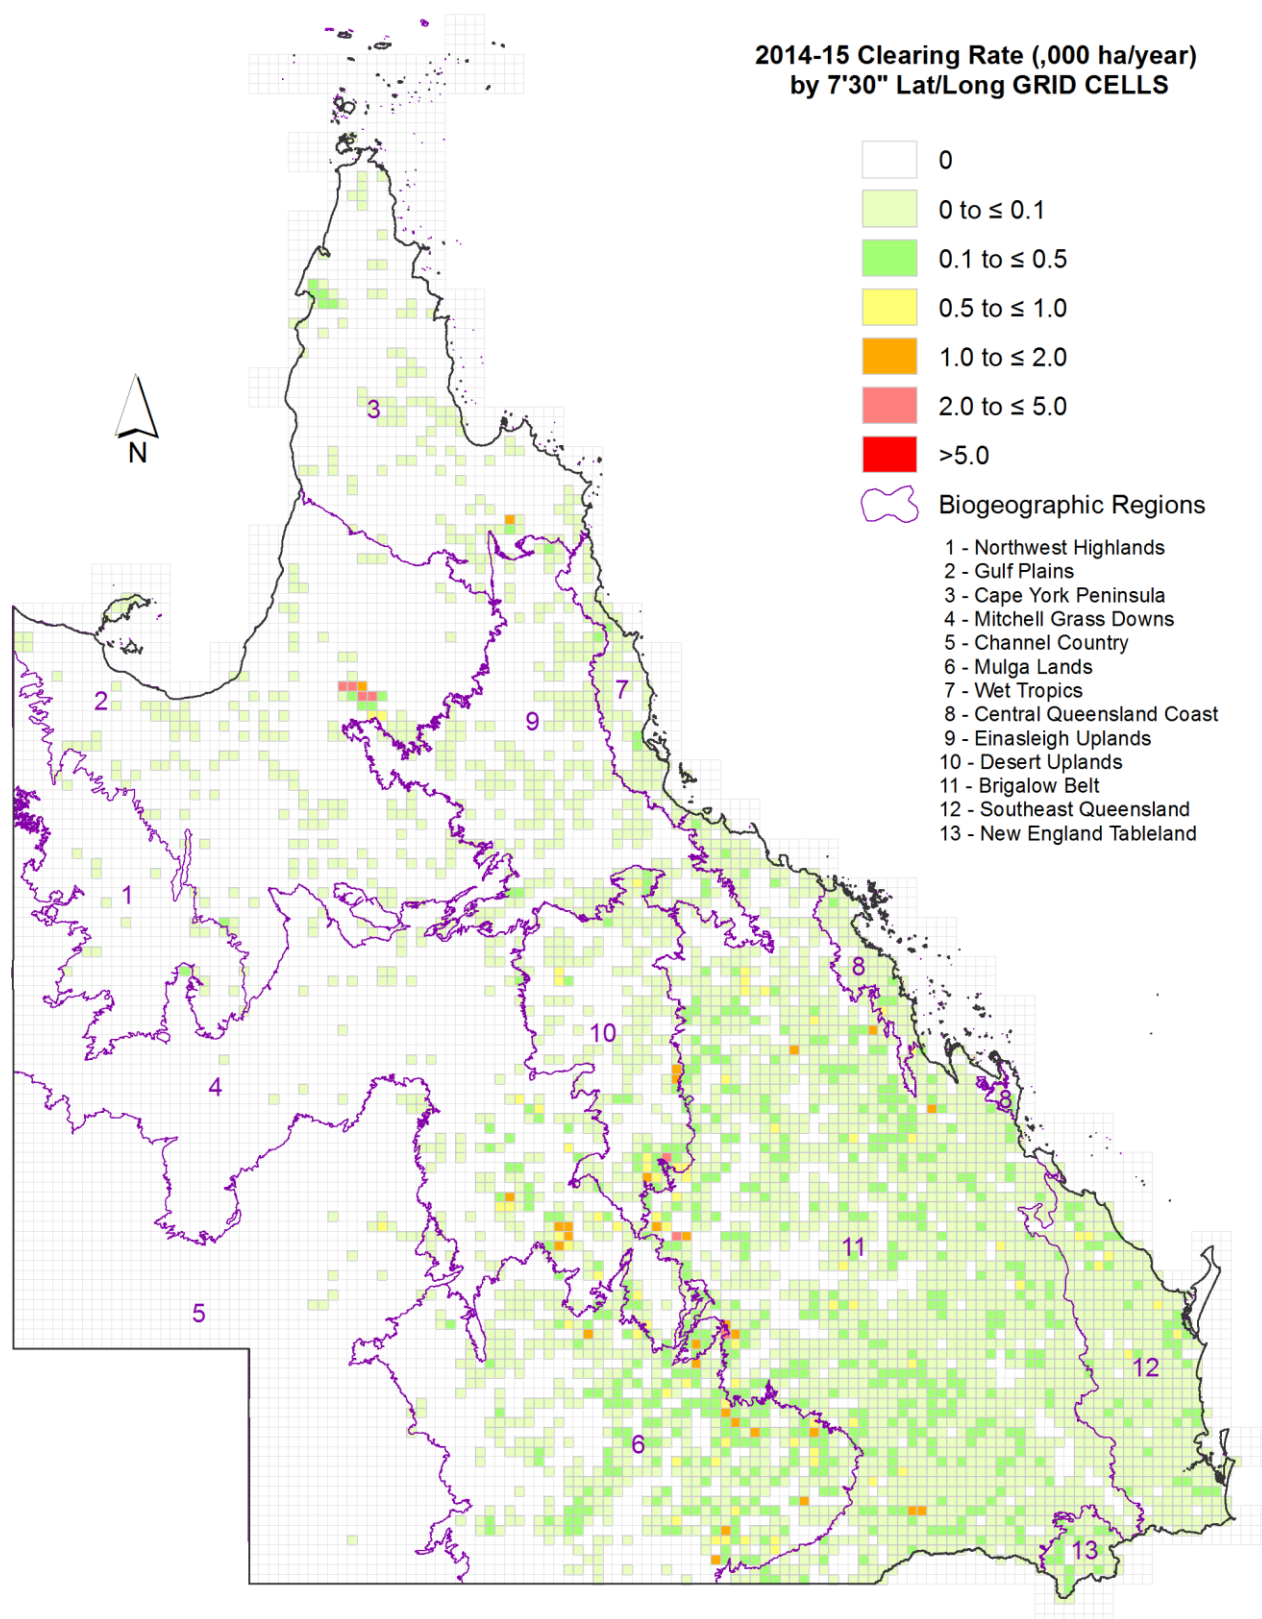 2014-15 Clearing Rate (,000 ha/year)
by 7'30" Lat/Long GRID CELLS
0
0 to ≤ 0.1
0.1 to ≤ 0.5
0.5 to ≤ 1.0
1.0 to ≤ 2.0
2.0 to ≤ 5.0
>5.0
Biogeographic Regions
1 - Northwest Highlands
2 - Gulf Plains
3 - Cape York Peninsula
4 - Mitchell Grass Downs
5 - Channel Country
6 - Mulga Lands
7 - Wet Tropics
8 - Central Queensland Coast
9 - Einasleigh Uplands
10 - Desert Uplands
11 - Brigalow Belt
12 - Southeast Queensland
13 - New England Tableland
3
N
7
2
9
1
8
10
4
8
11
5
12
6
13